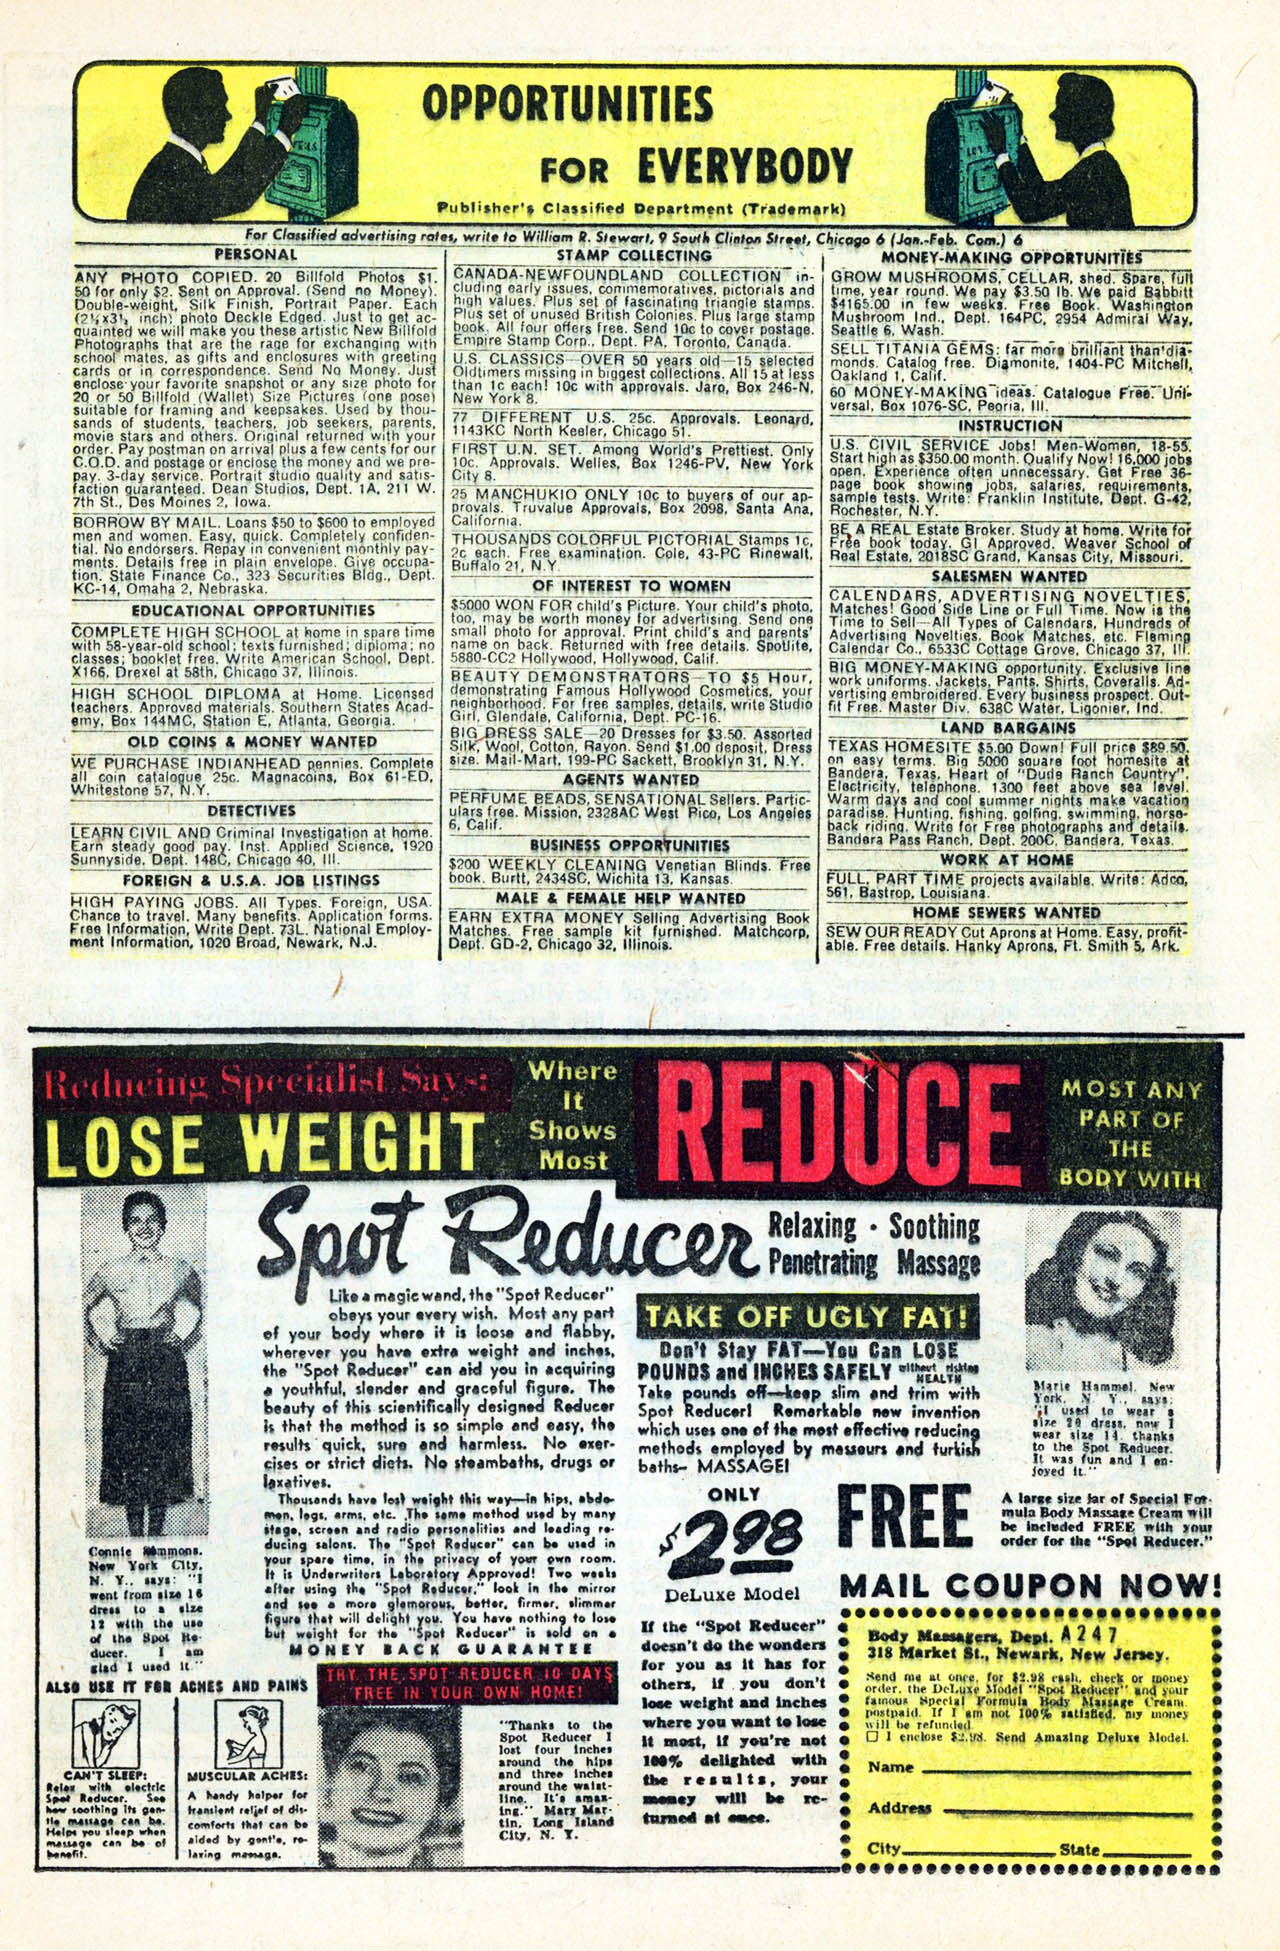 OPPORTUNITIES
FOR EVERYBODY
Publisher's Classified Department (Trademark)
For Classified advertising rates, write to William R. Stewart, 9 South Clinton Street, Chicago 6 (Jan.-Feb. Com.) 6
PERSONAL
ANY PHOTO COPIED. 20 Billfold Photos $1.
50 for only $2. Sent on Approval. (Send no Money).
Double-weight, Silk Finish, Portrait Paper. Each
(2½x3½ inch) photo Deckle Edged. Just to get ac-
quainted we will make you these artistic New Billfold
Photographs that are the rage for exchanging with
school mates, as gifts and enclosures with greeting
cards or in correspondence. Send No Money. Just
enclose your favorite snapshot or any size photo for
20 or 50 Billfold (Wallet) Size Pictures (one pose)
suitable for framing and keepsakes. Used by thou-
sands of students, teachers, job seekers, parents,
movie stars and others. Original returned with your
order. Pay postman on arrival plus a few cents for our
C.O.D. and postage or enclose the money and we pre-
pay. 3-day service. Portrait studio quality and satis-
faction guaranteed. Dean Studios, Dept. 1A, 211 W.
7th St., Des Moines 2, Iowa.
BORROW BY MAIL. Loans $50 to $600 to employed
men and women. Easy, quick. Completely confiden-
tial. No endorsers. Repay in convenient monthly pay-
ments. Details free in plain envelope. Give occupa-
tion. State Finance Co., 323 Securities Bldg., Dept.
KC-14, Omaha 2, Nebraska.
EDUCATIONAL OPPORTUNITIES
COMPLETE HIGH SCHOOL at home in spare time
with 58-year-old school; texts furnished; diploma; no
classes; booklet free. Write American School, Dept.
X166, Drexel at 58th, Chicago 37, Illinois.
HIGH SCHOOL DIPLOMA at Home. Licensed
teachers. Approved materials. Southern States Acad-
emy, Box 144MC, Station E, Atlanta, Georgia.
OLD COINS & MONEY WANTED
WE PURCHASE INDIANHEAD pennies. Complete
all coin catalogue 25c. Magnacoins, Box 61-ED,
Whitestone 57, N.Y.
DETECTIVES
LEARN CIVIL AND Criminal Investigation at home.
Earn steady good pay. Inst. Applied Science, 1920
Sunnyside, Dept. 148C, Chicago 40, Ill.
FOREIGN & U.S.A. JOB LISTINGS
HIGH PAYING JOBS. All Types. Foreign, USA.
Chance to travel. Many benefits. Application forms.
Free Information, Write Dept. 73L. National Employ-
ment Information, 1020 Broad, Newark, N.J.
STAMP COLLECTING
CANADA-NEWFOUNDLAND COLLECTION in-
cluding early issues, commemoratives, pictorials and
high values. Plus set of fascinating triangle stamps.
Plus set of unused British Colonies. Plus large stamp
book. All four offers free. Send 10c to cover postage.
Empire Stamp Corp., Dept. PA, Toronto, Canada.
U.S. CLASSICS—OVER 50 years old—15 selected
Oldtimers missing in biggest collections. All 15 at less
than 1c each! 10c with approvals. Jaro, Box 246-N,
New York 8.
77 DIFFERENT U.S. 25c. Approvals. Leonard,
1143KC North Keeler, Chicago 51.
FIRST U.N. SET. Among World's Prettiest. Only
10c. Approvals. Welles, Box 1246-PV, New York
City 8.
25 MANCHUKIO ONLY 10c to buyers of our ap-
provals. Truvalue Approvals, Box 2098, Santa Ana,
California.
THOUSANDS COLORFUL PICTORIAL Stamps 1c,
2c each. Free examination. Cole, 43-PC Rinewalt,
Buffalo 21, N.Y.
OF INTEREST TO WOMEN
$5000 WON FOR child's Picture. Your child's photo,
too, may be worth money for advertising. Send one
small photo for approval. Print child's and parents'
name on back. Returned with free details. Spotlite,
5880-CC2 Hollywood, Hollywood, Calif.
BEAUTY DEMONSTRATORS—TO $5 Hour,
demonstrating Famous Hollywood Cosmetics, your
neighborhood. For free samples, details, write Studio
Girl, Glendale, California, Dept. PC-16.
BIG DRESS SALE—20 Dresses for $3.50. Assorted
Silk, Wool, Cotton, Rayon. Send $1.00 deposit, Dress
size. Mail-Mart, 199-PC Sackett, Brooklyn 31, N.Y.
AGENTS WANTED
PERFUME BEADS, SENSATIONAL Sellers. Partic-
ulars free. Mission, 2328AC West Pico, Los Angeles
6, Calif.
BUSINESS OPPORTUNITIES
$200 WEEKLY CLEANING Venetian Blinds. Free
book. Burtt, 2434SC, Wichita 13, Kansas.
MALE & FEMALE HELP WANTED
EARN EXTRA MONEY Selling Advertising Book
Matches. Free sample kit furnished. Matchcorp,
Dept. GD-2, Chicago 32, Illinois.
MONEY-MAKING OPPORTUNITIES
GROW MUSHROOMS, CELLAR, shed. Spare, full
time, year round. We pay $3.50 lb. We paid Babbitt
$4165.00 in few weeks. Free Book. Washington
Mushroom Ind., Dept. 164PC, 2954 Admiral Way,
Seattle 6, Wash.
SELL TITANIA GEMS: far more brilliant than dia-
monds. Catalog free. Diamonite, 1404-PC Mitchell,
Oakland 1, Calif.
60 MONEY-MAKING ideas. Catalogue Free. Uni-
versal, Box 1076-SC, Peoria, Ill.
INSTRUCTION
U.S. CIVIL SERVICE Jobs! Men-Women, 18-55.
Start high as $350.00 month. Qualify Now! 16,000 jobs
open. Experience often unnecessary. Get Free 36-
page book showing jobs, salaries, requirements,
sample tests. Write: Franklin Institute, Dept. G-42,
Rochester, N.Y.
BE A REAL Estate Broker. Study at home. Write for
Free book today. GI Approved. Weaver School of
Real Estate, 2018SC Grand, Kansas City, Missouri.
SALESMEN WANTED
CALENDARS, ADVERTISING NOVELTIES,
Matches! Good Side Line or Full Time. Now is the
Time to Sell—All Types of Calendars, Hundreds of
Advertising Novelties, Book Matches, etc. Fleming
Calendar Co., 6533C Cottage Grove, Chicago 37, Ill.
BIG MONEY-MAKING opportunity. Exclusive line
work uniforms. Jackets, Pants, Shirts, Coveralls. Ad-
vertising embroidered. Every business prospect. Out-
fit Free. Master Div. 638C Water, Ligonier, Ind.
LAND BARGAINS
TEXAS HOMESITE $5.00 Down! Full price $89.50,
on easy terms. Big 5000 square foot homesite at
Bandera, Texas, Heart of "Dude Ranch Country".
Electricity, telephone. 1300 feet above sea level.
Warm days and cool summer nights make vacation
paradise. Hunting, fishing, golfing, swimming, horse-
back riding. Write for Free photographs and details.
Bandera Pass Ranch, Dept. 200C, Bandera, Texas.
WORK AT HOME
FULL, PART TIME projects available. Write: Adco,
561, Bastrop, Louisiana.
HOME SEWERS WANTED
SEW OUR READY Cut Aprons at Home. Easy, profit-
able. Free details. Hanky Aprons, Ft. Smith 5, Ark.
Reducing Specialist Says:
LOSE WEIGHT
Where
It
Shows
Most
REDUCE
MOST ANY
PART OF
THE
BODY WITH
Spot Reducer
Relaxing · Soothing
Penetrating Massage
Like a magic wand, the "Spot Reducer"
obeys your every wish. Most any part
of your body where it is loose and flabby,
wherever you have extra weight and inches,
the "Spot Reducer" can aid you in acquiring
a youthful, slender and graceful figure. The
beauty of this scientifically designed Reducer
is that the method is so simple and easy, the
results quick, sure and harmless. No exer-
cises or strict diets. No steambaths, drugs or
laxatives.
Thousands have lost weight this way—in hips, abdo-
men, legs, arms, etc. The same method used by many
stage, screen and radio personalities and leading re-
ducing salons. The "Spot Reducer" can be used in
your spare time, in the privacy of your own room.
It is Underwriters Laboratory Approved! Two weeks
after using the "Spot Reducer," look in the mirror
and see a more glamorous, better, firmer, slimmer
figure that will delight you. You have nothing to lose
but weight for the "Spot Reducer" is sold on a
MONEY BACK GUARANTEE
TAKE OFF UGLY FAT!
Don't Stay FAT—You Can LOSE
POUNDS and INCHES SAFELY without risking
HEALTH
Take pounds off—keep slim and trim with
Spot Reducer! Remarkable new invention
which uses one of the most effective reducing
methods employed by masseurs and turkish
baths- MASSAGE!
Marie Hammel, New
York, N. Y., says:
"I used to wear a
size 20 dress, now I
wear size 14 thanks
to the Spot Reducer.
It was fun and I en-
joyed it."
ONLY
$2.98
DeLuxe Model
FREE
A large size jar of Special For-
mula Body Massage Cream will
be included FREE with your
order for the "Spot Reducer."
Connie
New York City,
N. Y., says: "I
went from size 16
dress to a size
12 with the use
of the Spot Re-
ducer. I am
glad I used it."
ALSO USE IT FOR ACHES AND PAINS
CAN'T SLEEP:
Relax with electric
Spot Reducer. See
how soothing its gen-
tle massage can be.
Helps you sleep when
massage can be of
benefit.
MUSCULAR ACHES:
A handy helper for
transient relief of dis-
comforts that can be
aided by gentle, re-
laxing massage.
TRY THE SPOT REDUCER 10 DAYS
FREE IN YOUR OWN HOME!
"Thanks to the
Spot Reducer I
lost four inches
around the hips
and three inches
around the waist-
line. It's amaz-
ing." Mary Mar-
tin, Long Island
City, N. Y.
If the "Spot Reducer"
doesn't do the wonders
for you as it has for
others, if you don't
lose weight and inches
where you want to lose
it most, if you're not
100% delighted with
the results, your
money will be re-
turned at once.
MAIL COUPON NOW!
Body Massagers, Dept. A247
318 Market St., Newark, New Jersey.
Send me at once, for $2.98 cash, check or money
order, the DeLuxe Model "Spot Reducer" and your
famous Special Formula Body Massage Cream,
postpaid. If I am not 100% satisfied, my money
will be refunded.
☐ I enclose $2.98. Send Amazing Deluxe Model.
Name
Address
City State